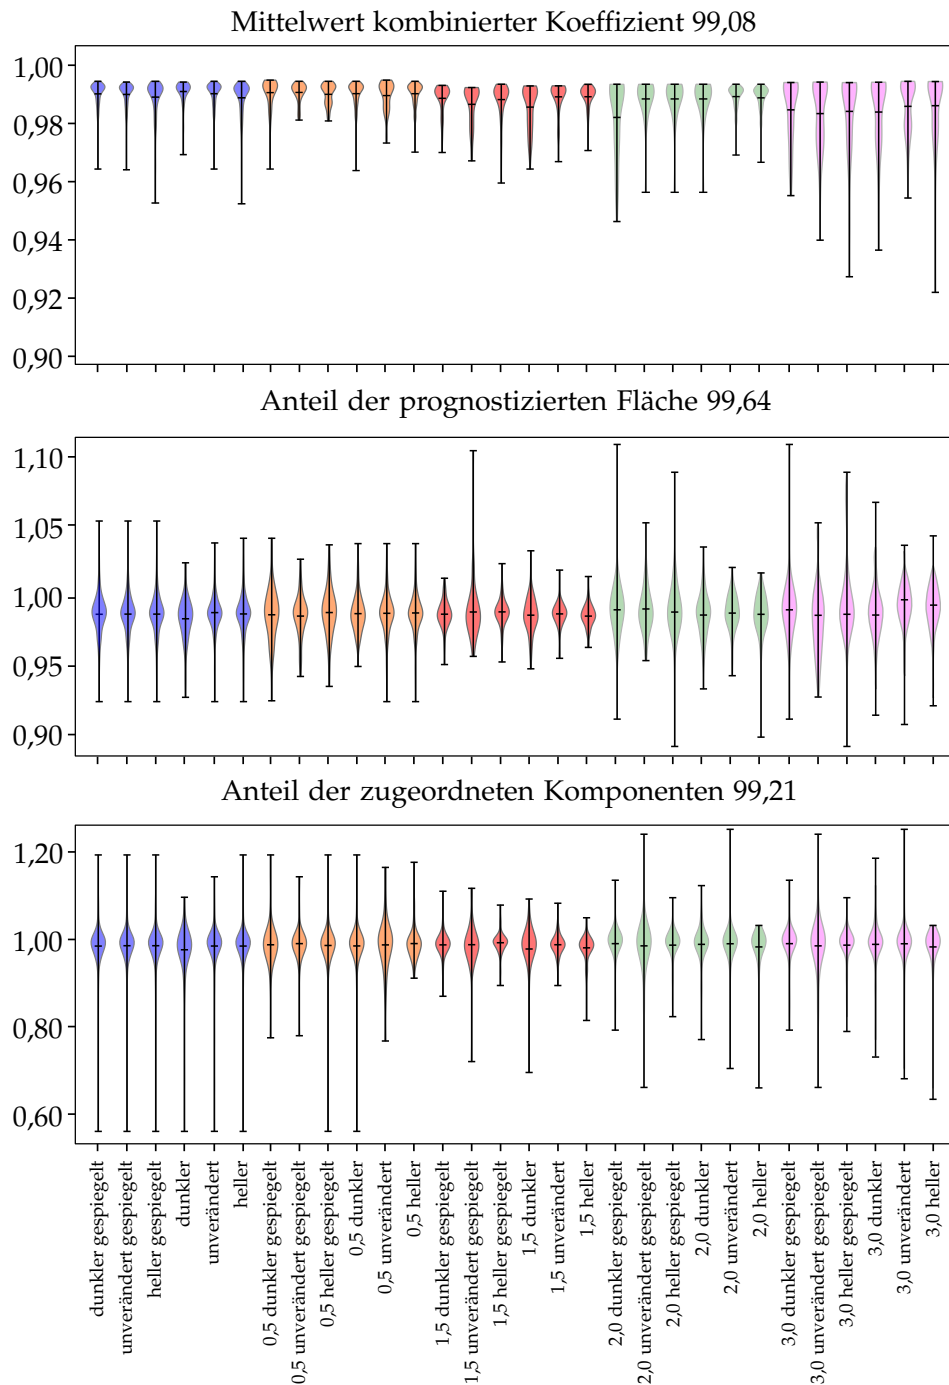 Mittelwert kombinierter Koeffizient 99,08
1,00
0,98
0,96
0,94
0,92
0,90
Anteil der prognostizierten Fläche 99,64
1,10
1,05
1,00
0,95
0,90
Anteil der zugeordneten Komponenten 99,21
1,20
1,00
0,80
0,60
dunkler gespiegelt
unverändert gespiegelt
heller gespiegelt
dunkler
unverändert
heller
0,5 dunkler gespiegelt
0,5 unverändert gespiegelt
0,5 heller gespiegelt
0,5 dunkler
0,5 unverändert
0,5 heller
1,5 dunkler gespiegelt
1,5 unverändert gespiegelt
1,5 heller gespiegelt
1,5 dunkler
1,5 unverändert
1,5 heller
2,0 dunkler gespiegelt
2,0 unverändert gespiegelt
2,0 heller gespiegelt
2,0 dunkler
2,0 unverändert
2,0 heller
3,0 dunkler gespiegelt
3,0 unverändert gespiegelt
3,0 heller gespiegelt
3,0 dunkler
3,0 unverändert
3,0 heller